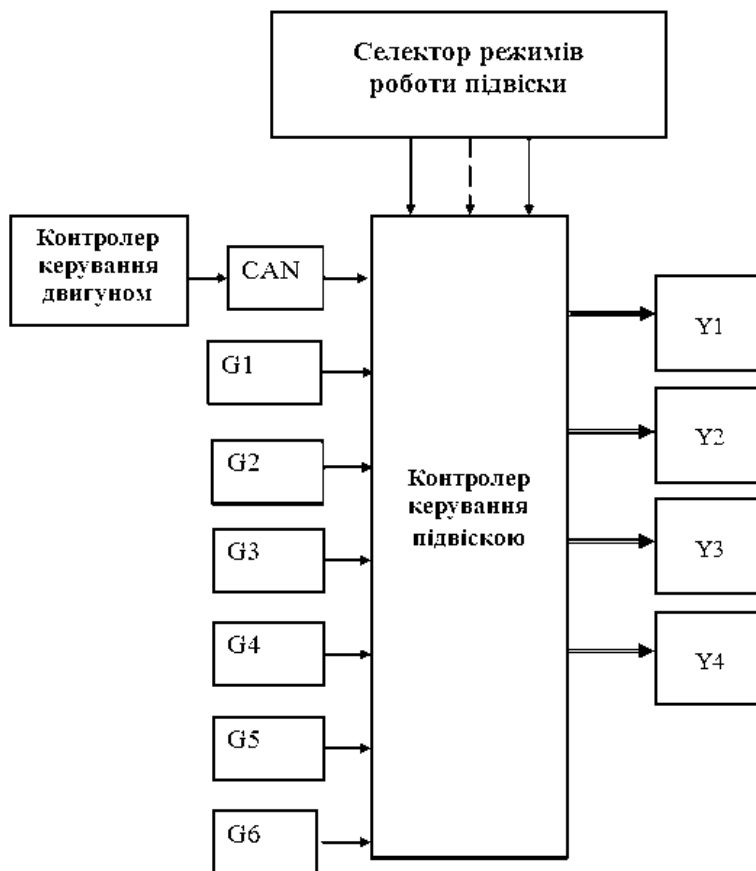 Селектор режимів
роботи підвіски
Контролер
керування
двигуном
CAN
G1
G2
G3
G4
G5
G6
Контролер
керування
підвіскою
Y1
Y2
Y3
Y4